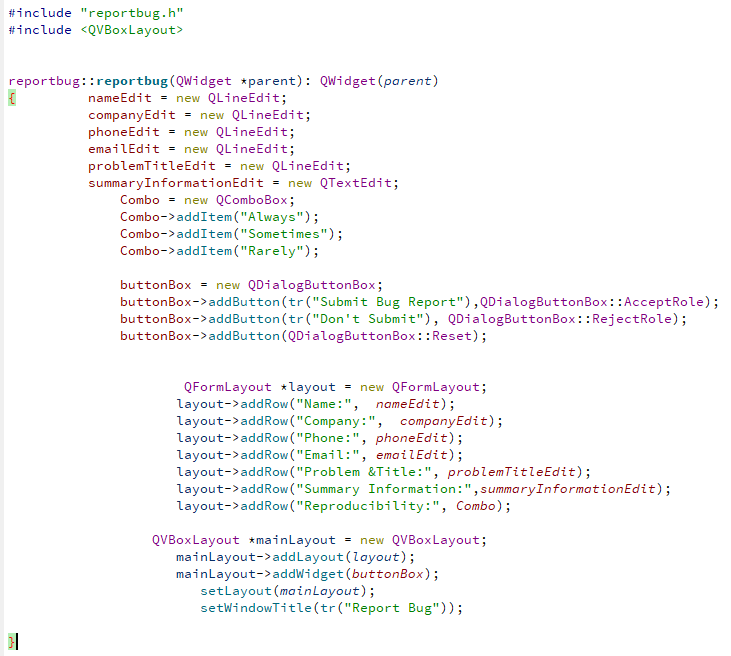 #include "reportbug.h"
#include <QVBoxLayout>
reportbug::reportbug(QWidget *parent): QWidget(parent)
{         nameEdit = new QLineEdit;
          companyEdit = new QLineEdit;
          phoneEdit = new QLineEdit;
          emailEdit = new QLineEdit;
          problemTitleEdit = new QLineEdit;
          summaryInformationEdit = new QTextEdit;
              Combo = new QComboBox;
              Combo->addItem("Always");
              Combo->addItem("Sometimes");
              Combo->addItem("Rarely");
              buttonBox = new QDialogButtonBox;
              buttonBox->addButton(tr("Submit Bug Report"),QDialogButtonBox::AcceptRole);
              buttonBox->addButton(tr("Don't Submit"), QDialogButtonBox::RejectRole);
              buttonBox->addButton(QDialogButtonBox::Reset);
                      QFormLayout *layout = new QFormLayout;
                     layout->addRow("Name:",  nameEdit);
                     layout->addRow("Company:",  companyEdit);
                     layout->addRow("Phone:", phoneEdit);
                     layout->addRow("Email:", emailEdit);
                     layout->addRow("Problem &Title:", problemTitleEdit);
                     layout->addRow("Summary Information:",summaryInformationEdit);
                     layout->addRow("Reproducibility:", Combo);
                  QVBoxLayout *mainLayout = new QVBoxLayout;
                     mainLayout->addLayout(layout);
                     mainLayout->addWidget(buttonBox);
                        setLayout(mainLayout);
                        setWindowTitle(tr("Report Bug"));
}